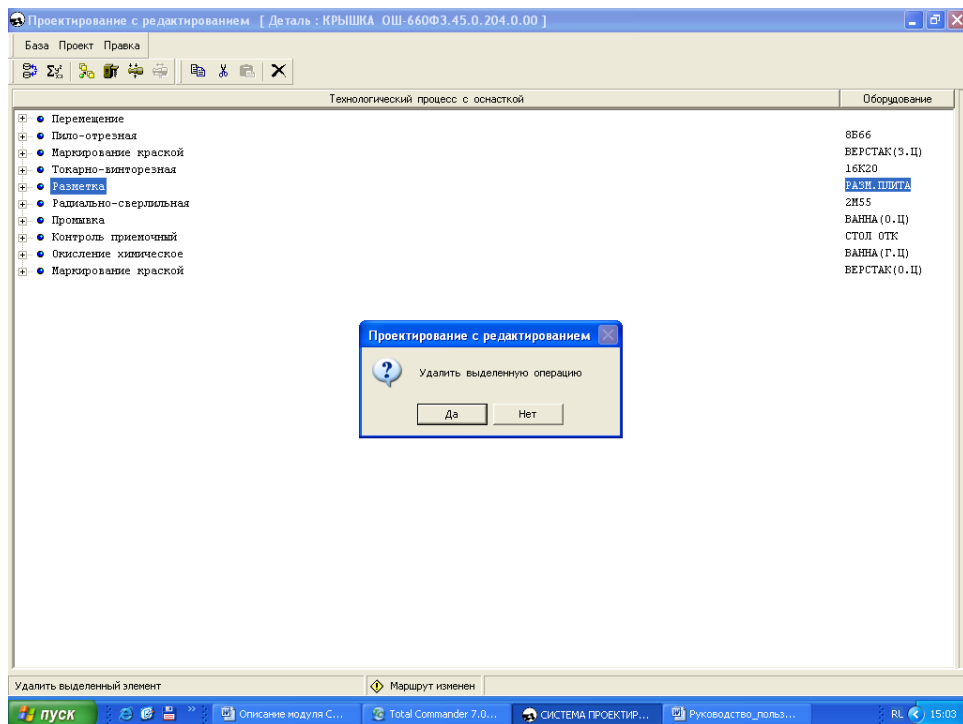 Проектирование с редактированием [ Деталь : КРЫШКА ОШ-660Ф3.45.0.204.0.00 ]
База Проект Правка
Технологический процесс с оснасткой Оборудование
Перемещение
Пило-отрезная 8Б66
Маркирование краской ВЕРСТАК(З.Ц)
Токарно-винторезная 16К20
Разметка РАЗМ.ПЛИТА
Радиально-сверлильная 2М55
Промывка ВАННА(О.Ц)
Контроль приемочный СТОЛ ОТК
Окисление химическое ВАННА(Г.Ц)
Маркирование краской ВЕРСТАК(О.Ц)
Проектирование с редактированием
Удалить выделенную операцию
Да Нет
Удалить выделенный элемент Маршрут изменен
пуск Описание модуля С... Total Commander 7.0... СИСТЕМА ПРОЕКТИР... Руководство_польз... RL 15:03